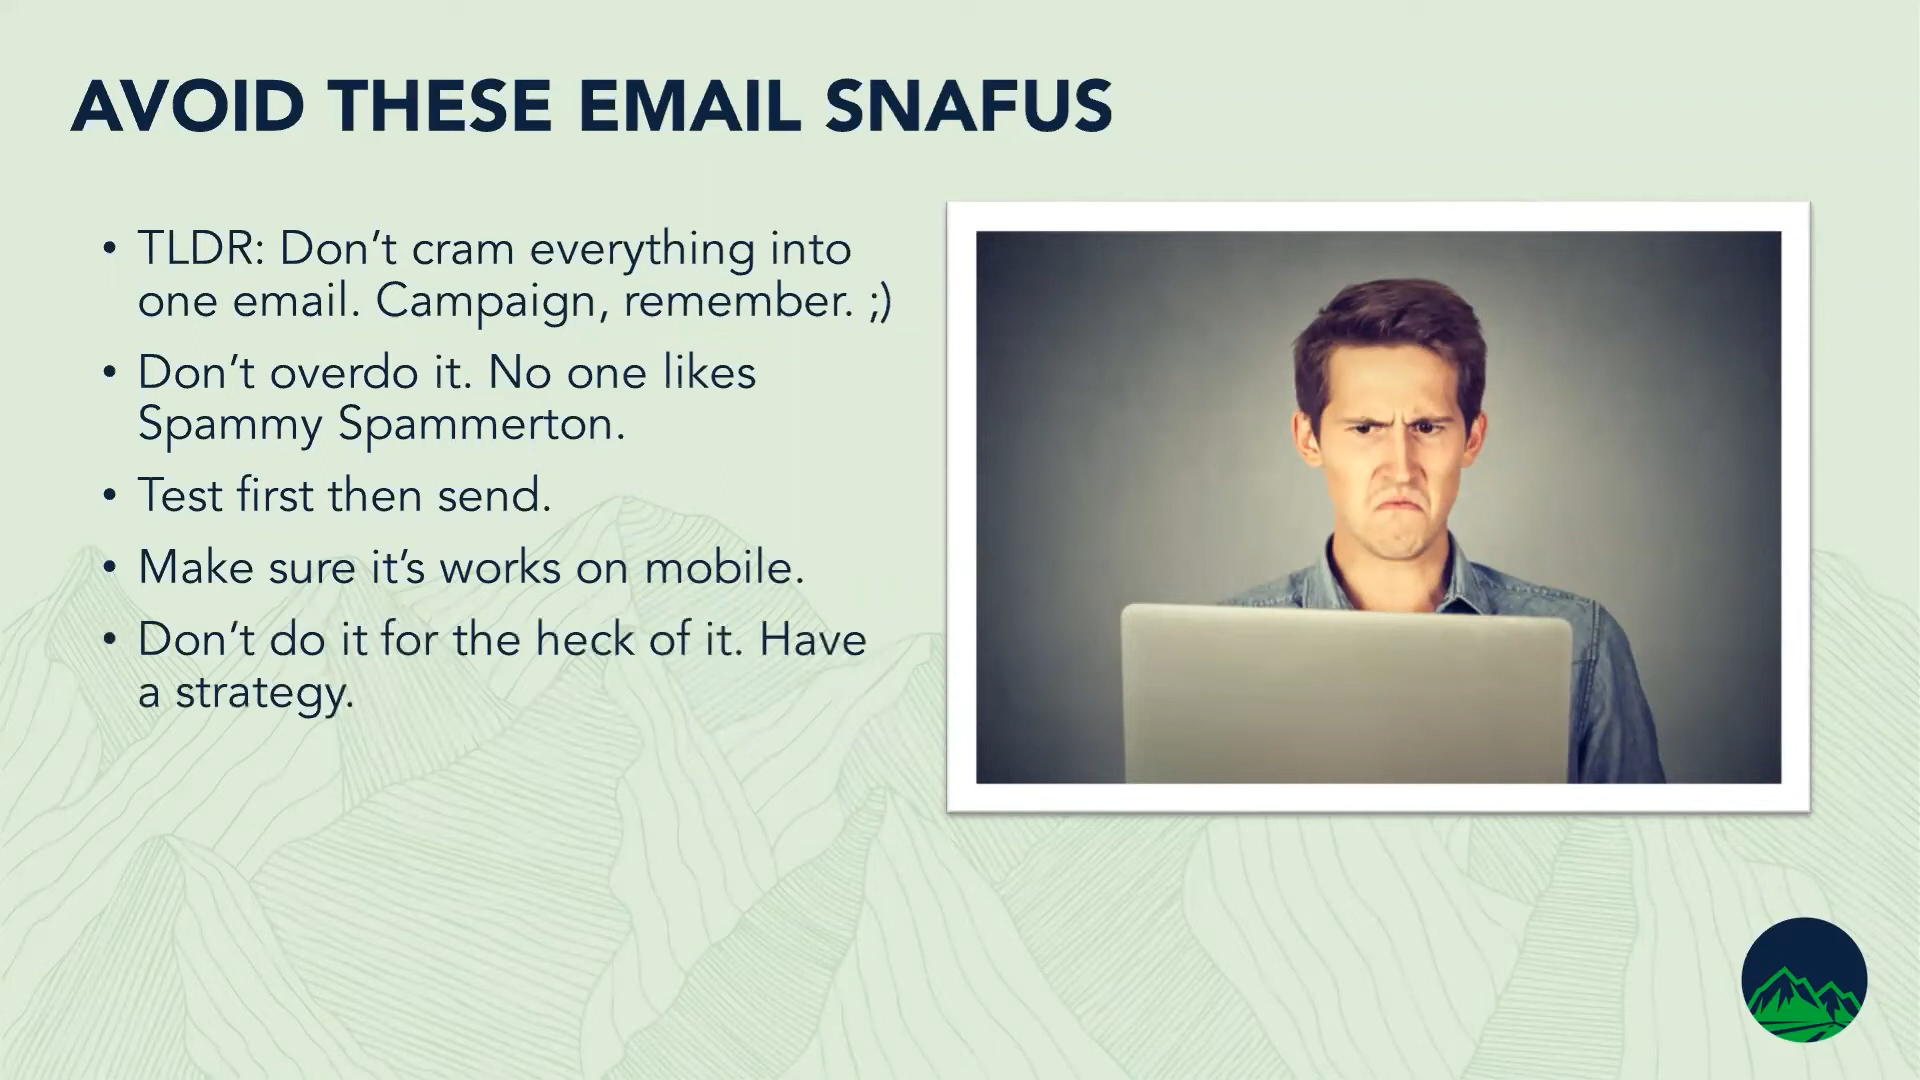 AVOID THESE EMAIL SNAFUS
• TLDR: Don’t cram everything into
one email. Campaign, remember. ;)
• Don’t overdo it. No one likes
Spammy Spammerton.
• Test first then send.
• Make sure it’s works on mobile.
• Don’t do it for the heck of it. Have
a strategy.